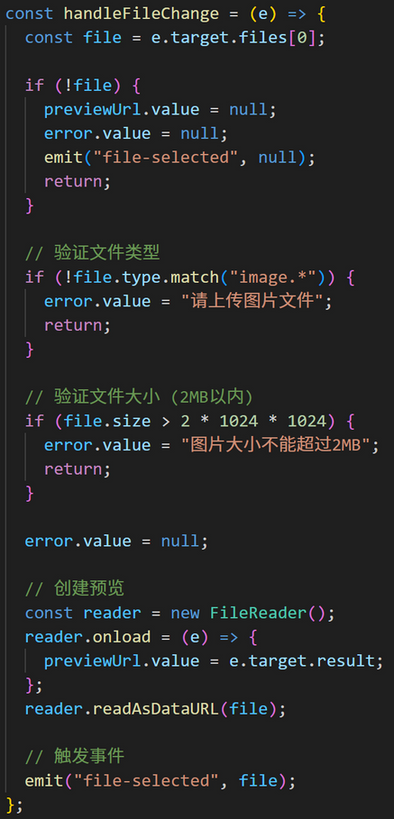 const handleFileChange = (e) => {
  const file = e.target.files[0];

  if (!file) {
    previewUrl.value = null;
    error.value = null;
    emit("file-selected", null);
    return;
  }

  // 验证文件类型
  if (!file.type.match("image.*")) {
    error.value = "请上传图片文件";
    return;
  }

  // 验证文件大小 (2MB以内)
  if (file.size > 2 * 1024 * 1024) {
    error.value = "图片大小不能超过2MB";
    return;
  }

  error.value = null;

  // 创建预览
  const reader = new FileReader();
  reader.onload = (e) => {
    previewUrl.value = e.target.result;
  };
  reader.readAsDataURL(file);

  // 触发事件
  emit("file-selected", file);
};